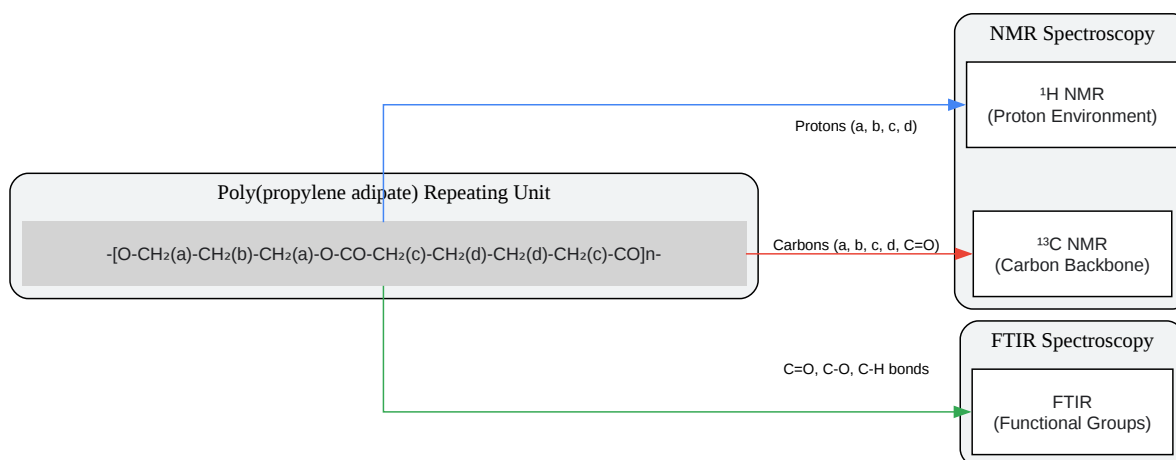 NMR Spectroscopy
¹H NMR
(Proton Environment)
Protons (a, b, c, d)
Poly(propylene adipate) Repeating Unit
-[O-CH₂(a)-CH₂(b)-CH₂(a)-O-CO-CH₂(c)-CH₂(d)-CH₂(d)-CH₂(c)-CO]n-
Carbons (a, b, c, d, C=O)
¹³C NMR
(Carbon Backbone)
FTIR Spectroscopy
C=O, C-O, C-H bonds
FTIR
(Functional Groups)